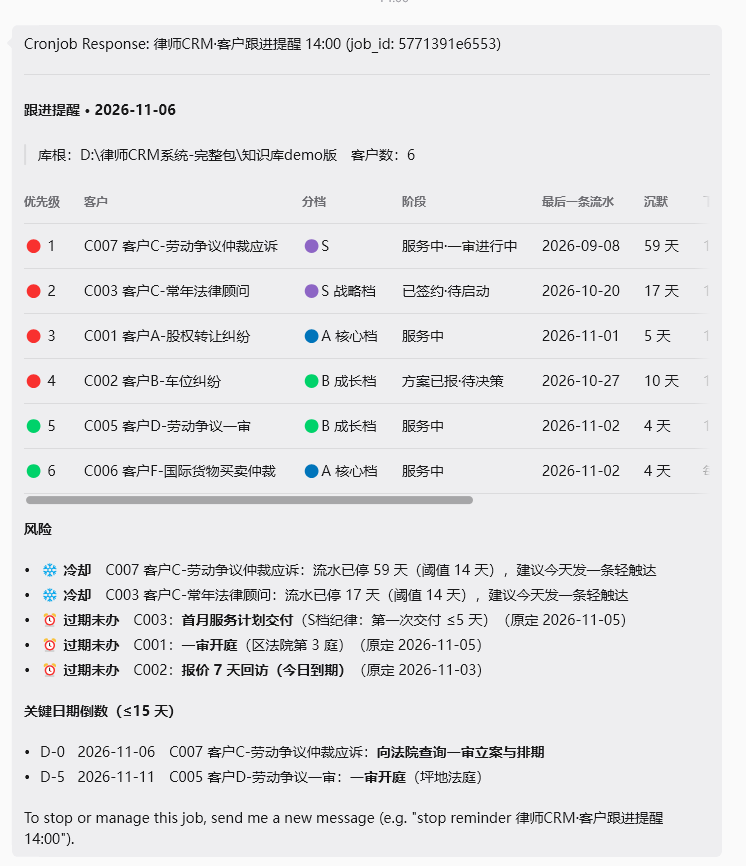 Cronjob Response: 律师CRM·客户跟进提醒 14:00 (job_id: 5771391e6553)
跟进提醒 • 2026-11-06
库根：D:\律师CRM系统-完整包\知识库demo版 客户数：6
优先级 客户 分档 阶段 最后一条流水 沉默
1 C007 客户C-劳动争议仲裁应诉 S 服务中·一审进行中 2026-09-08 59 天
2 C003 客户C-常年法律顾问 S 战略档 已签约·待启动 2026-10-20 17 天
3 C001 客户A-股权转让纠纷 A 核心档 服务中 2026-11-01 5 天
4 C002 客户B-车位纠纷 B 成长档 方案已报·待决策 2026-10-27 10 天
5 C005 客户D-劳动争议一审 B 成长档 服务中 2026-11-02 4 天
6 C006 客户F-国际货物买卖仲裁 A 核心档 服务中 2026-11-02 4 天
风险
• ❄️ 冷却 C007 客户C-劳动争议仲裁应诉：流水已停 59 天（阈值 14 天），建议今天发一条轻触达
• ❄️ 冷却 C003 客户C-常年法律顾问：流水已停 17 天（阈值 14 天），建议今天发一条轻触达
• ⏰ 过期未办 C003：首月服务计划交付（S档纪律：第一次交付 ≤5 天）（原定 2026-11-05）
• ⏰ 过期未办 C001：一审开庭（区法院第 3 庭）（原定 2026-11-05）
• ⏰ 过期未办 C002：报价 7 天回访（今日到期）（原定 2026-11-03）
关键日期倒数（≤15 天）
• D-0 2026-11-06 C007 客户C-劳动争议仲裁应诉：向法院查询一审立案与排期
• D-5 2026-11-11 C005 客户D-劳动争议一审：一审开庭（坪地法庭）
To stop or manage this job, send me a new message (e.g. "stop reminder 律师CRM·客户跟进提醒
14:00").